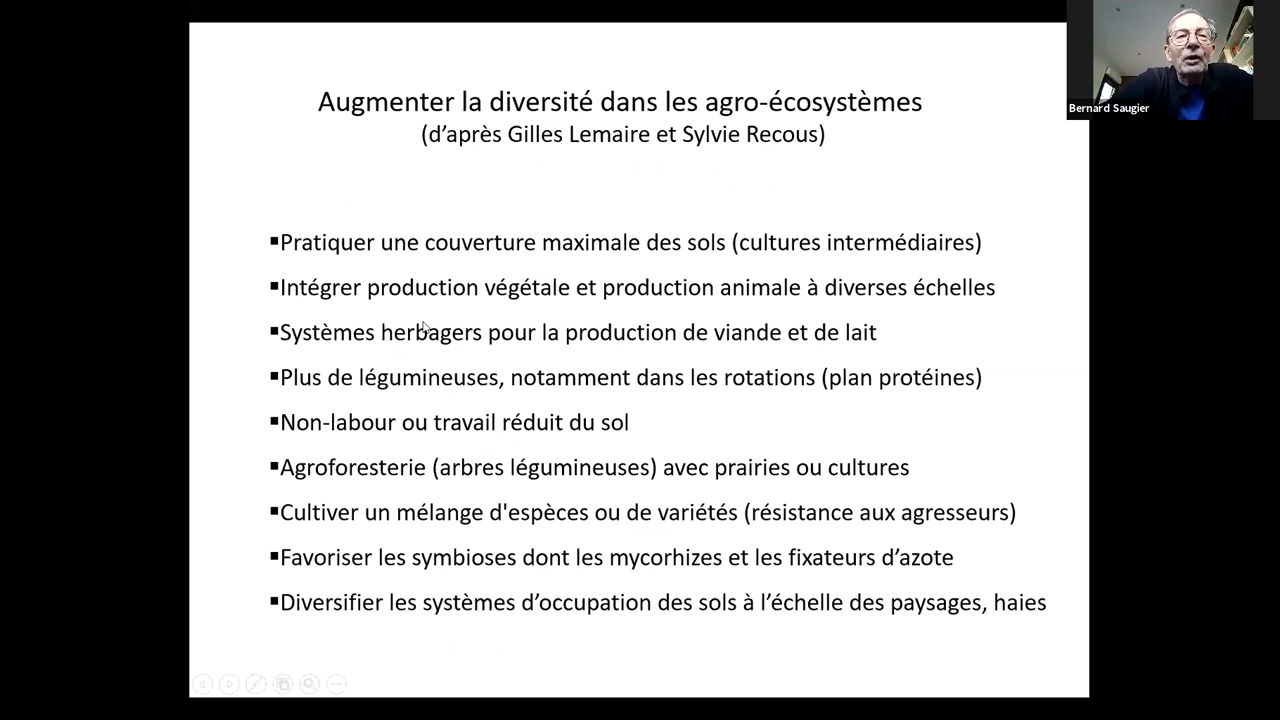 Augmenter la diversité dans les agro-écosystèmes
(d’après Gilles Lemaire et Sylvie Recous)
Bernard Saugier
▪Pratiquer une couverture maximale des sols (cultures intermédiaires)
▪Intégrer production végétale et production animale à diverses échelles
▪Systèmes herbagers pour la production de viande et de lait
▪Plus de légumineuses, notamment dans les rotations (plan protéines)
▪Non-labour ou travail réduit du sol
▪Agroforesterie (arbres légumineuses) avec prairies ou cultures
▪Cultiver un mélange d'espèces ou de variétés (résistance aux agresseurs)
▪Favoriser les symbioses dont les mycorhizes et les fixateurs d’azote
▪Diversifier les systèmes d’occupation des sols à l’échelle des paysages, haies